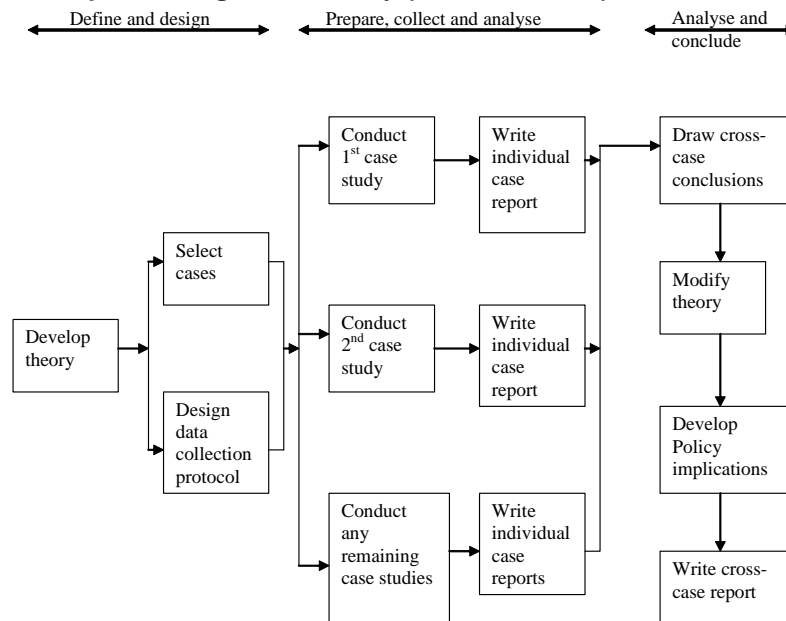 Define and design
Prepare, collect and analyse
Analyse and
conclude
Conduct
1st case
study
Write
individual
case
report
Draw cross-
case
conclusions
Select
cases
Modify
theory
Develop
theory
Conduct
2nd case
study
Write
individual
case
report
Design
data
collection
protocol
Develop
Policy
implications
Conduct
any
remaining
case studies
Write
individual
case
reports
Write cross-
case report